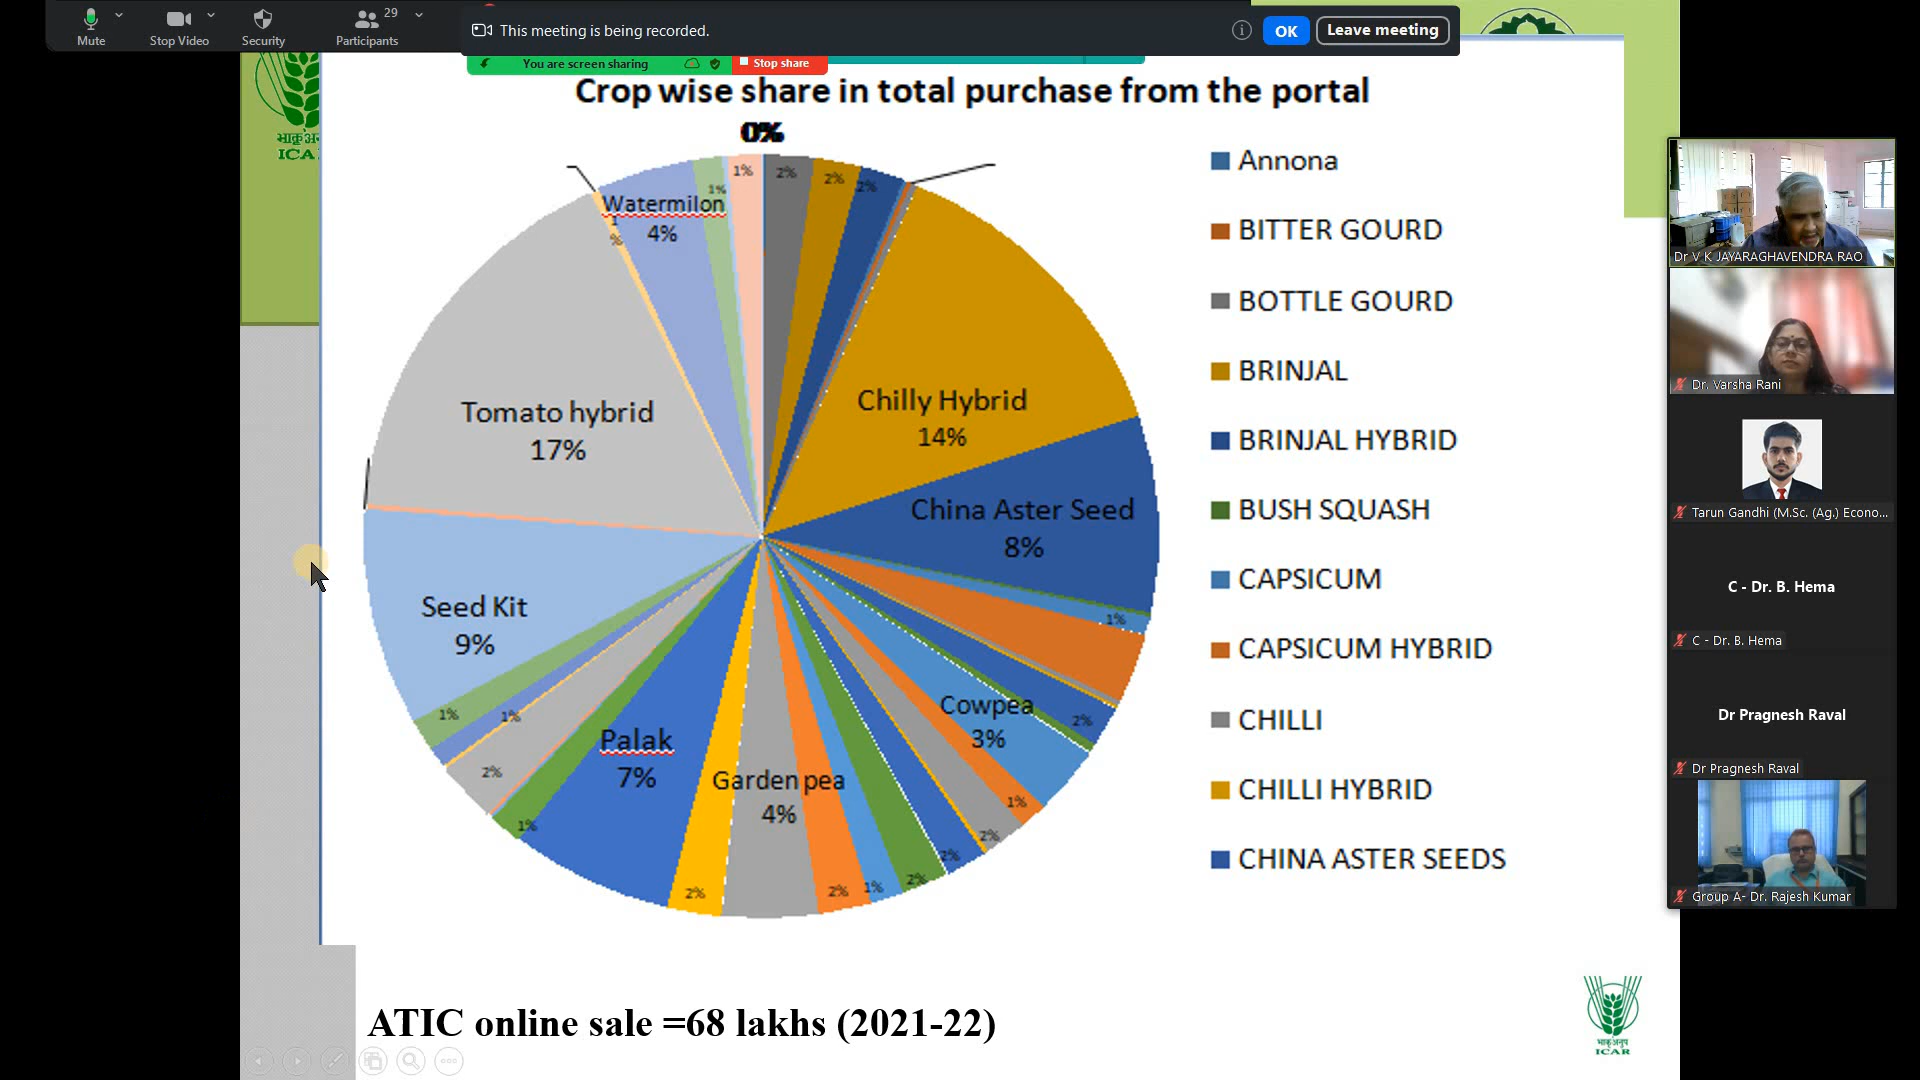 Mute
Stop Video
Security
Participants
29
This meeting is being recorded.
OK
Leave meeting
You are screen sharing
Stop share
ICA
Crop wise share in total purchase from the portal
0%
1%
2%
2%
2%
1%
Watermilon
4%
1
%
Chilly Hybrid
14%
Tomato hybrid
17%
China Aster Seed
8%
1%
Seed Kit
9%
Cowpea
3%
2%
1%
1%
Palak
7%
Garden pea
4%
2%
1%
2%
1%
2%
2%
2%
1%
2%
Annona
BITTER GOURD
BOTTLE GOURD
BRINJAL
BRINJAL HYBRID
BUSH SQUASH
CAPSICUM
CAPSICUM HYBRID
CHILLI
CHILLI HYBRID
CHINA ASTER SEEDS
ATIC online sale =68 lakhs (2021-22)
भाकृअनुप
ICAR
Dr V K JAYARAGHAVENDRA RAO
Dr. Varsha Rani
Tarun Gandhi (M.Sc. (Ag.) Econo...
C - Dr. B. Hema
C - Dr. B. Hema
Dr Pragnesh Raval
Dr Pragnesh Raval
Group A- Dr. Rajesh Kumar